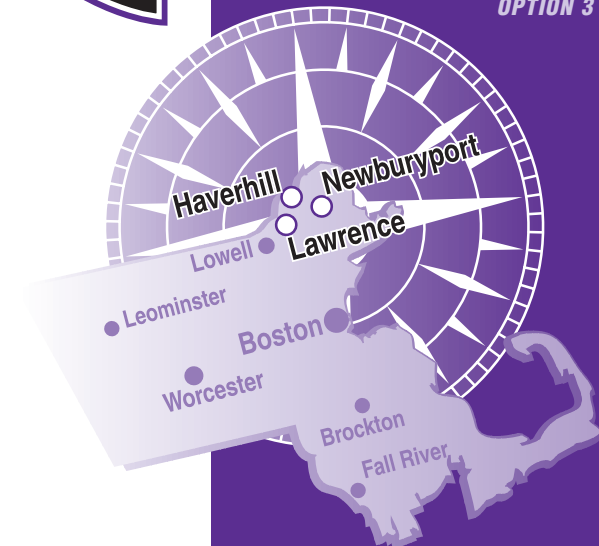 OPTION 3
Newburyport
Haverhill
Lawrence
Lowell
Leominster
Boston
Worcester
Brockton
Fall River